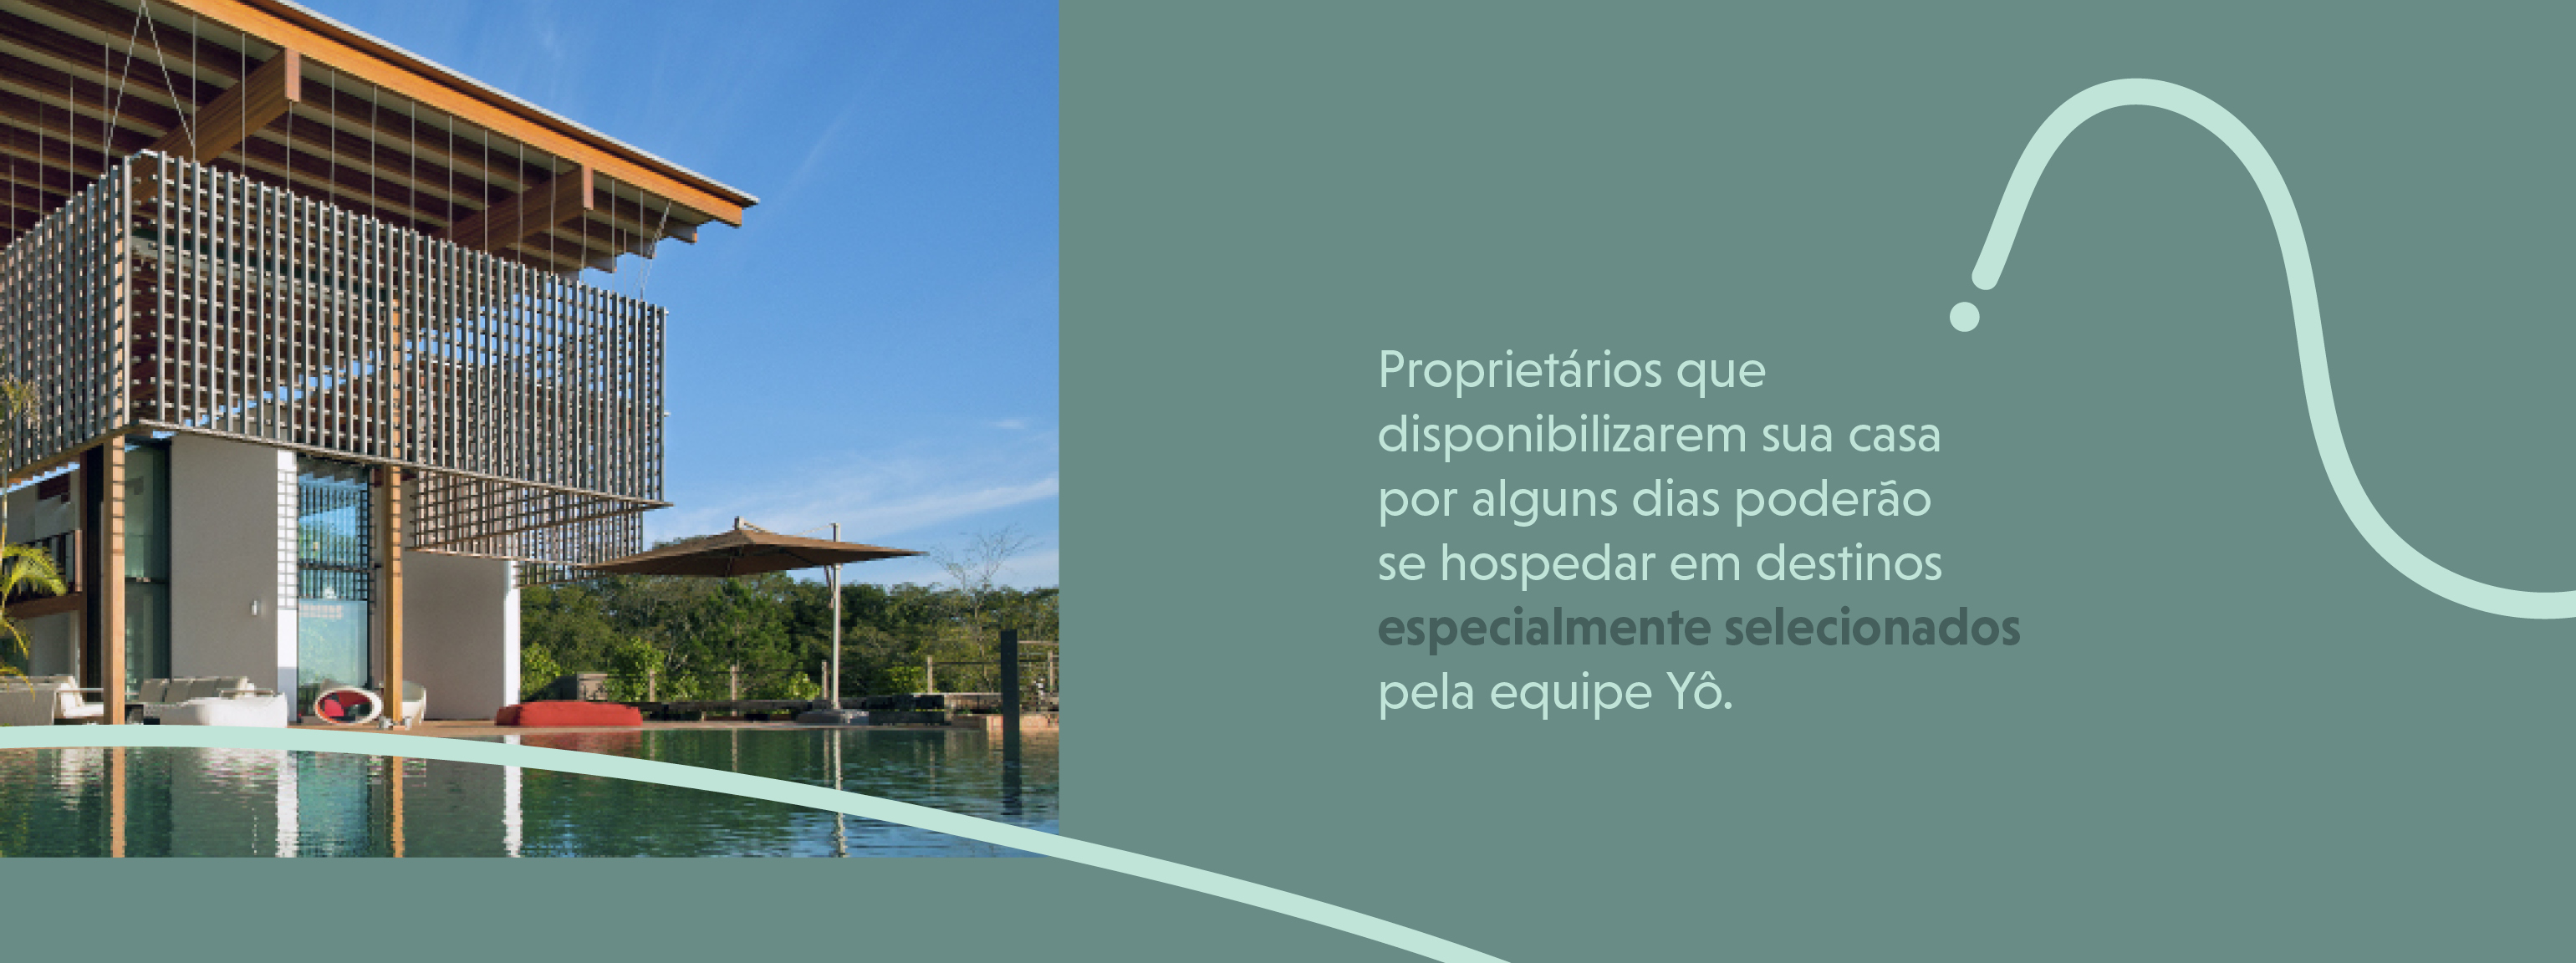 Proprietários que
disponibilizarem sua casa
por alguns dias poderão
se hospedar em destinos
especialmente selecionados
pela equipe Yô.